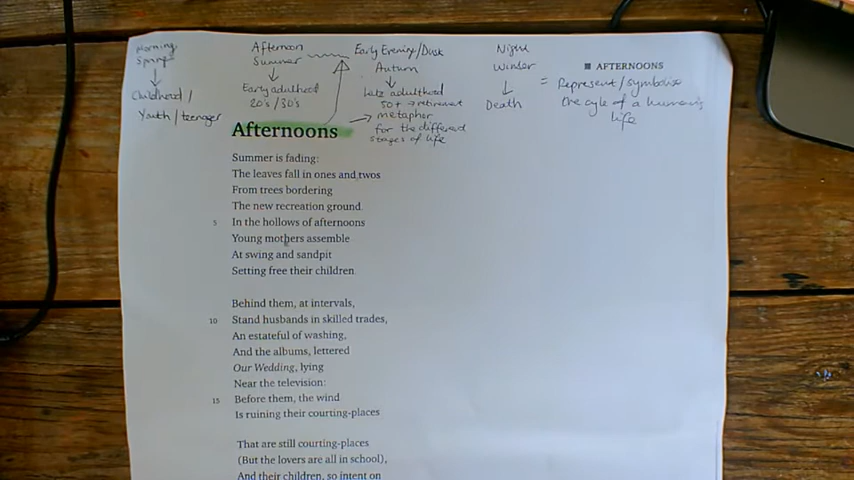 Morning
Spring
Childhood /
Youth / teenager
Afternoon
Summer
Early adulthood
20's / 30's
Early Evening / Dusk
Autumn
Late adulthood
50+ → retirement
metaphor
for the different
stages of life
Night
Winter
Death
■ AFTERNOONS
= Represent / symbolise
the cycle of a human's
life
Afternoons
Summer is fading:
The leaves fall in ones and twos
From trees bordering
The new recreation ground.
5 In the hollows of afternoons
Young mothers assemble
At swing and sandpit
Setting free their children.
Behind them, at intervals,
10 Stand husbands in skilled trades,
An estateful of washing,
And the albums, lettered
Our Wedding, lying
Near the television:
15 Before them, the wind
Is ruining their courting-places
That are still courting-places
(But the lovers are all in school),
And their children, so intent on